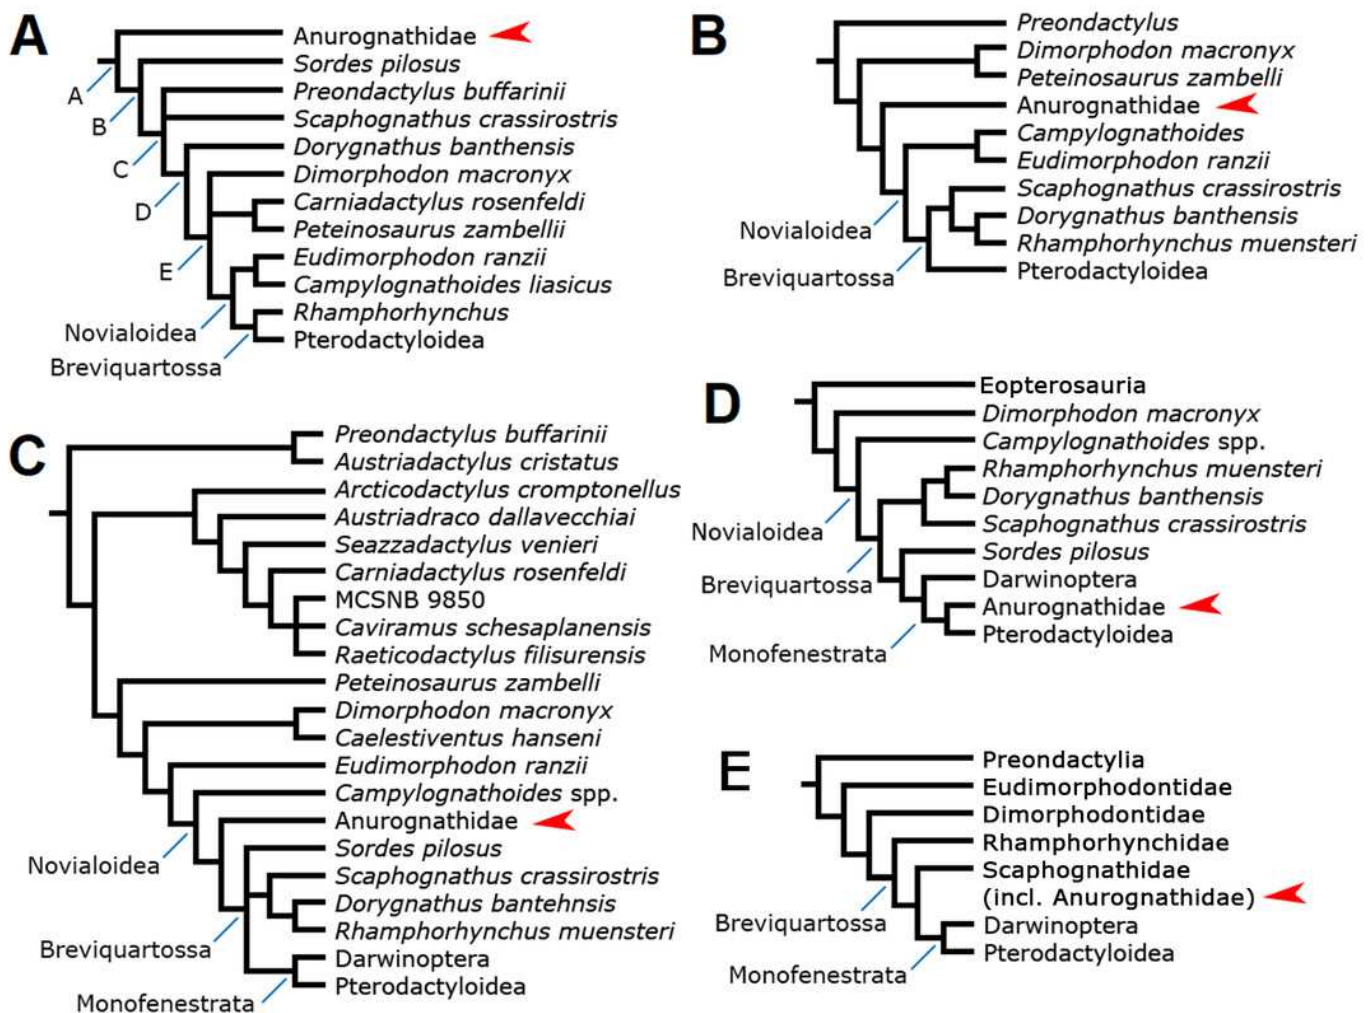 A
Anurognathidae
Sordes pilosus
Preondactylus buffarinii
Scaphognathus crassirostris
Dorygnathus banthensis
Dimorphodon macronyx
Carniadactylus rosenfeldi
Peteinosaurus zambellii
Eudimorphodon ranzii
Campylognathoides liasicus
Rhamphorhynchus
Pterodactyloidea
A
B
C
D
E
Novialoidea
Breviquartossa
B
Preondactylus
Dimorphodon macronyx
Peteinosaurus zambelli
Anurognathidae
Campylognathoides
Eudimorphodon ranzii
Scaphognathus crassirostris
Dorygnathus banthensis
Rhamphorhynchus muensteri
Pterodactyloidea
Novialoidea
Breviquartossa
C
Preondactylus buffarinii
Austriadactylus cristatus
Arcticodactylus cromptonellus
Austriadraco dallavecchiai
Seazzadactylus venieri
Carniadactylus rosenfeldi
MCSNB 9850
Caviramus schesaplanensis
Raeticodactylus filisurensis
Peteinosaurus zambelli
Dimorphodon macronyx
Caelestiventus hanseni
Eudimorphodon ranzii
Campylognathoides spp.
Anurognathidae
Sordes pilosus
Scaphognathus crassirostris
Dorygnathus bantehnsis
Rhamphorhynchus muensteri
Darwinoptera
Pterodactyloidea
Novialoidea
Breviquartossa
Monofenestrata
D
Eopterosauria
Dimorphodon macronyx
Campylognathoides spp.
Rhamphorhynchus muensteri
Dorygnathus banthensis
Scaphognathus crassirostris
Sordes pilosus
Darwinoptera
Anurognathidae
Pterodactyloidea
Novialoidea
Breviquartossa
Monofenestrata
E
Preondactylia
Eudimorphodontidae
Dimorphodontidae
Rhamphorhynchidae
Scaphognathidae
(incl. Anurognathidae)
Darwinoptera
Pterodactyloidea
Breviquartossa
Monofenestrata